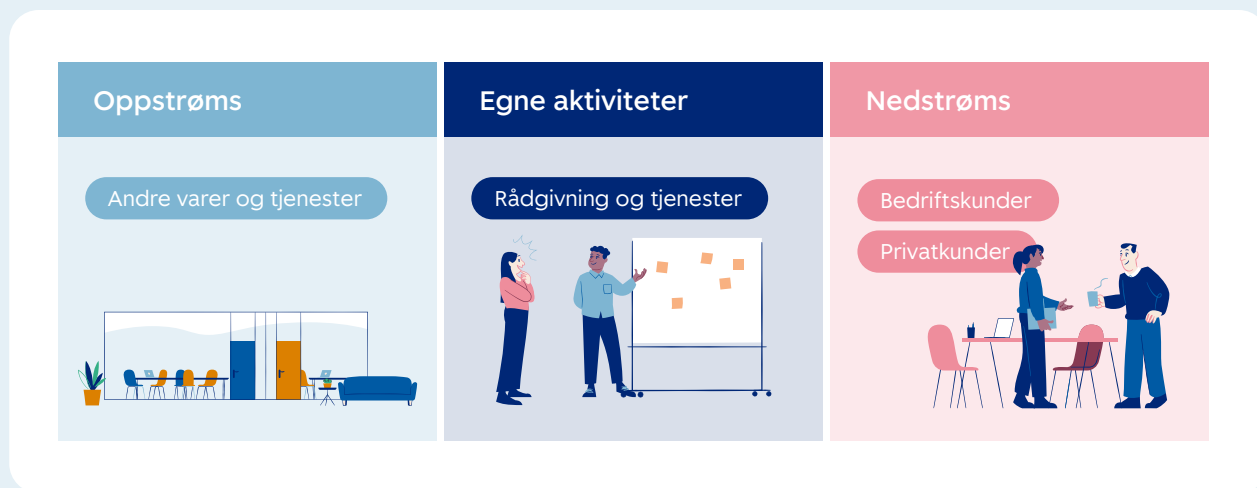 Oppstrøms
Andre varer og tjenester
Egne aktiviteter
Rådgivning og tjenester
Nedstrøms
Bedriftskunder
Privatkunder